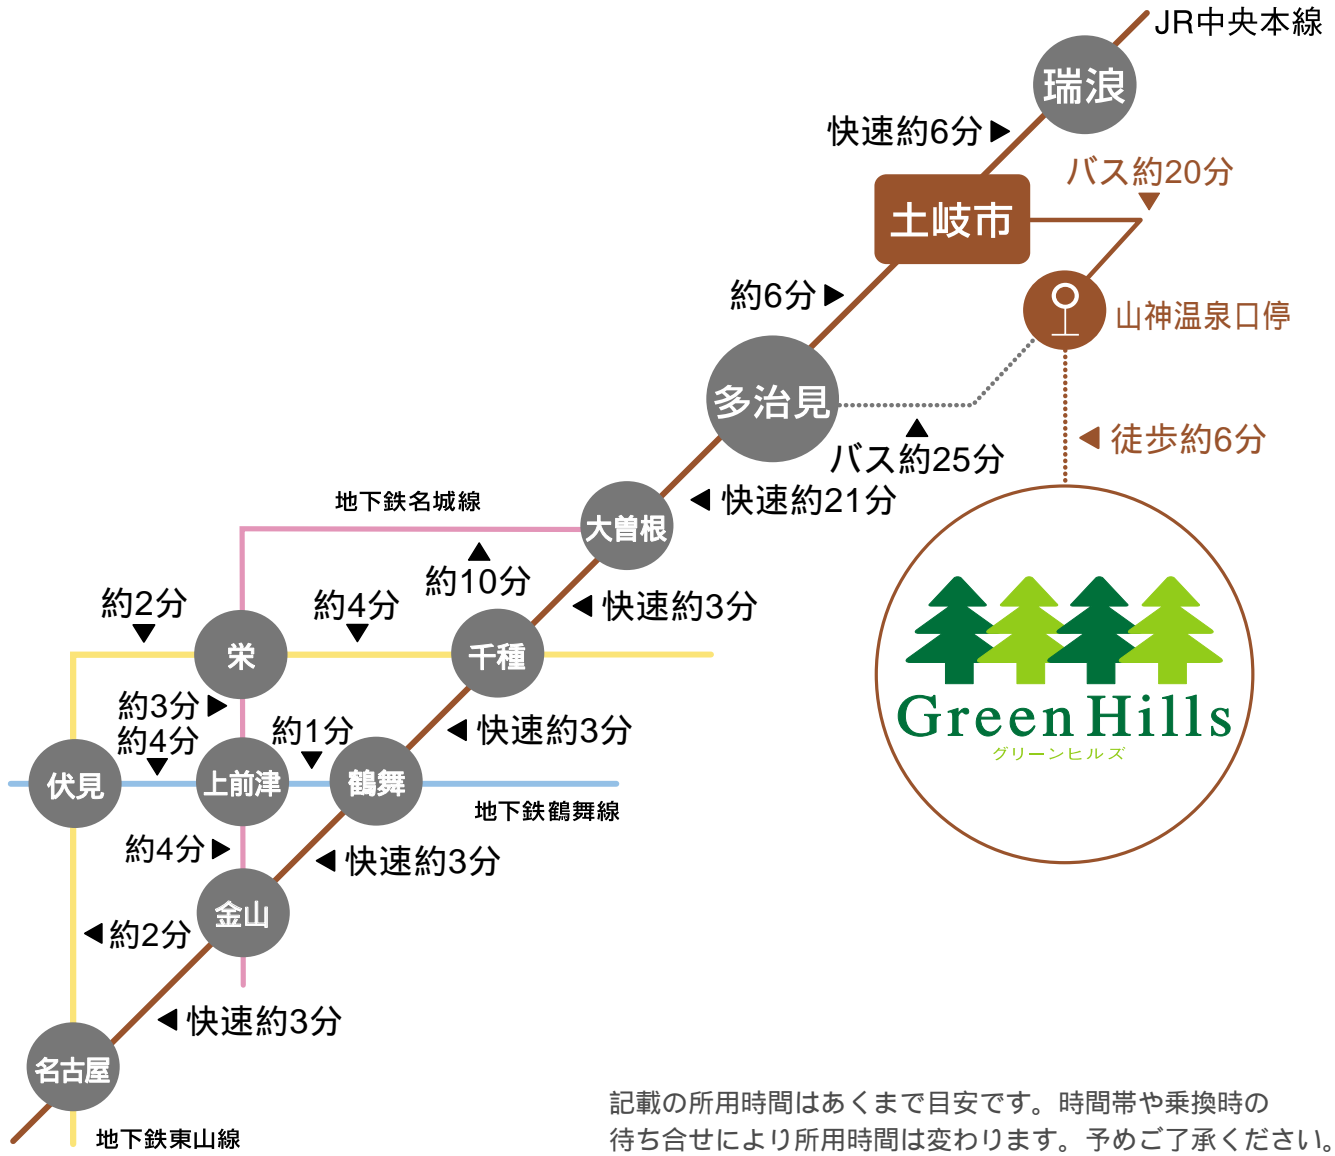 JR中央本線
瑞浪
快速約6分
バス約20分
土岐市
約6分
山神温泉口停
多治見
徒歩約6分
バス約25分
快速約21分
地下鉄名城線
大曽根
約10分
快速約3分
約2分
約4分
栄
千種
約3分
約4分
約1分
快速約3分
伏見
上前津
鶴舞
地下鉄鶴舞線
Green Hills
グリーンヒルズ
約4分
快速約3分
金山
約2分
快速約3分
名古屋
地下鉄東山線
記載の所用時間はあくまで目安です。時間帯や乗換時の
待ち合せにより所用時間は変わります。予めご了承ください。